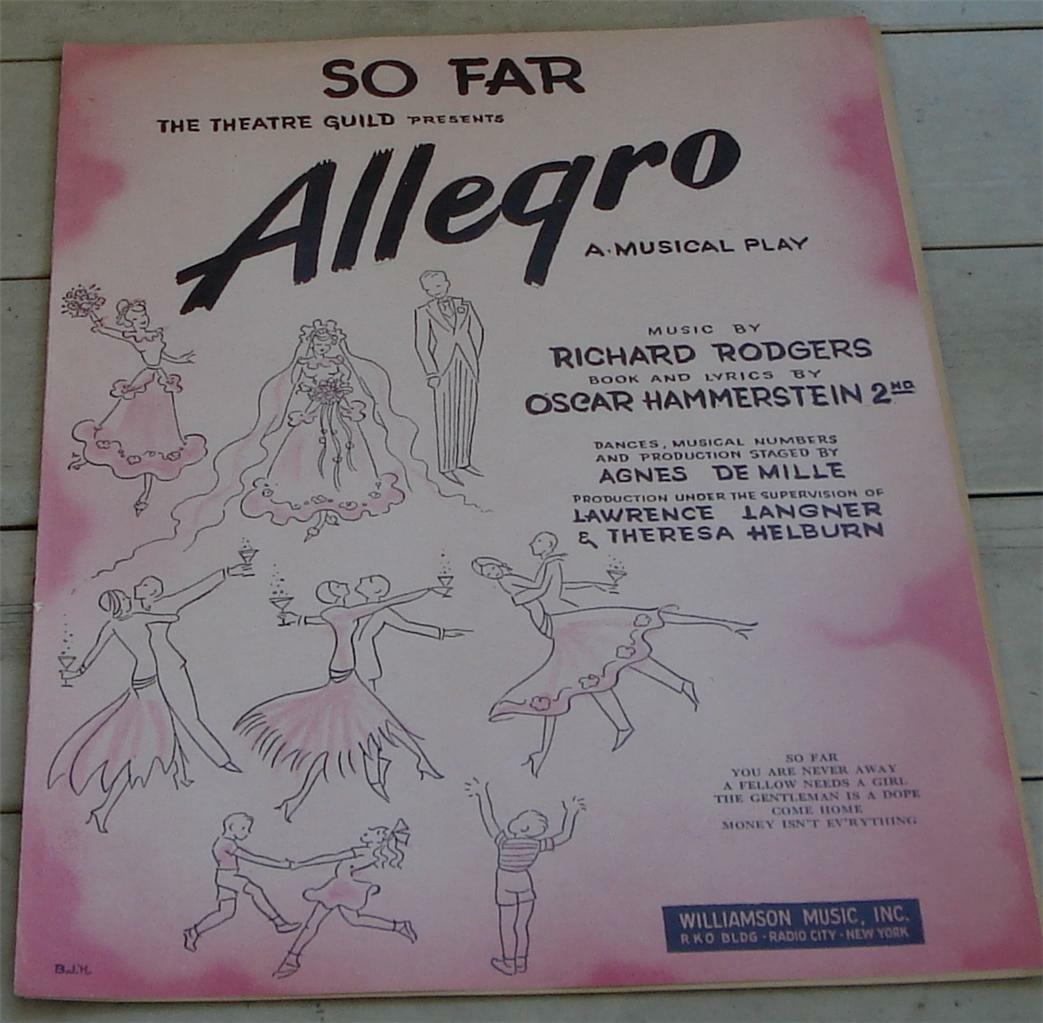 SO FAR
THE THEATRE GUILD PRESENTS
Allegro
A · MUSICAL PLAY
MUSIC BY
RICHARD RODGERS
BOOK AND LYRICS BY
OSCAR HAMMERSTEIN 2ND
DANCES, MUSICAL NUMBERS
AND PRODUCTION STAGED BY
AGNES DE MILLE
PRODUCTION UNDER THE SUPERVISION OF
LAWRENCE LANGNER
& THERESA HELBURN
SO FAR
YOU ARE NEVER AWAY
A FELLOW NEEDS A GIRL
THE GENTLEMAN IS A DOPE
COME HOME
MONEY ISN'T EV'RYTHING
WILLIAMSON MUSIC, INC.
RKO BLDG · RADIO CITY · NEW YORK
B.J.H.